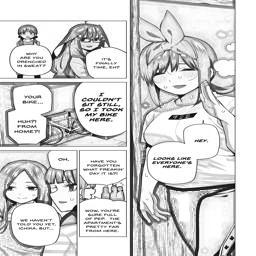 HEY,
LOOKS LIKE
EVERYONE'S
HERE.
IT'S
FINALLY
TIME, EH?
WHY
ARE YOU
DRENCHED
IN SWEAT?
I
COULDN'T
SIT STILL,
SO I TOOK
MY BIKE
HERE.
YOUR
BIKE...
HUH?!
FROM
HOME?!
HAVE YOU
FORGOTTEN
WHAT FREAKIN'
DAY IT IS?!
WOW, YOU'RE
SURE FULL
OF PEP. THE
APARTMENT'S
PRETTY FAR
FROM HERE.
OH,
WE HAVEN'T
TOLD YOU YET,
ICHIKA, BUT...